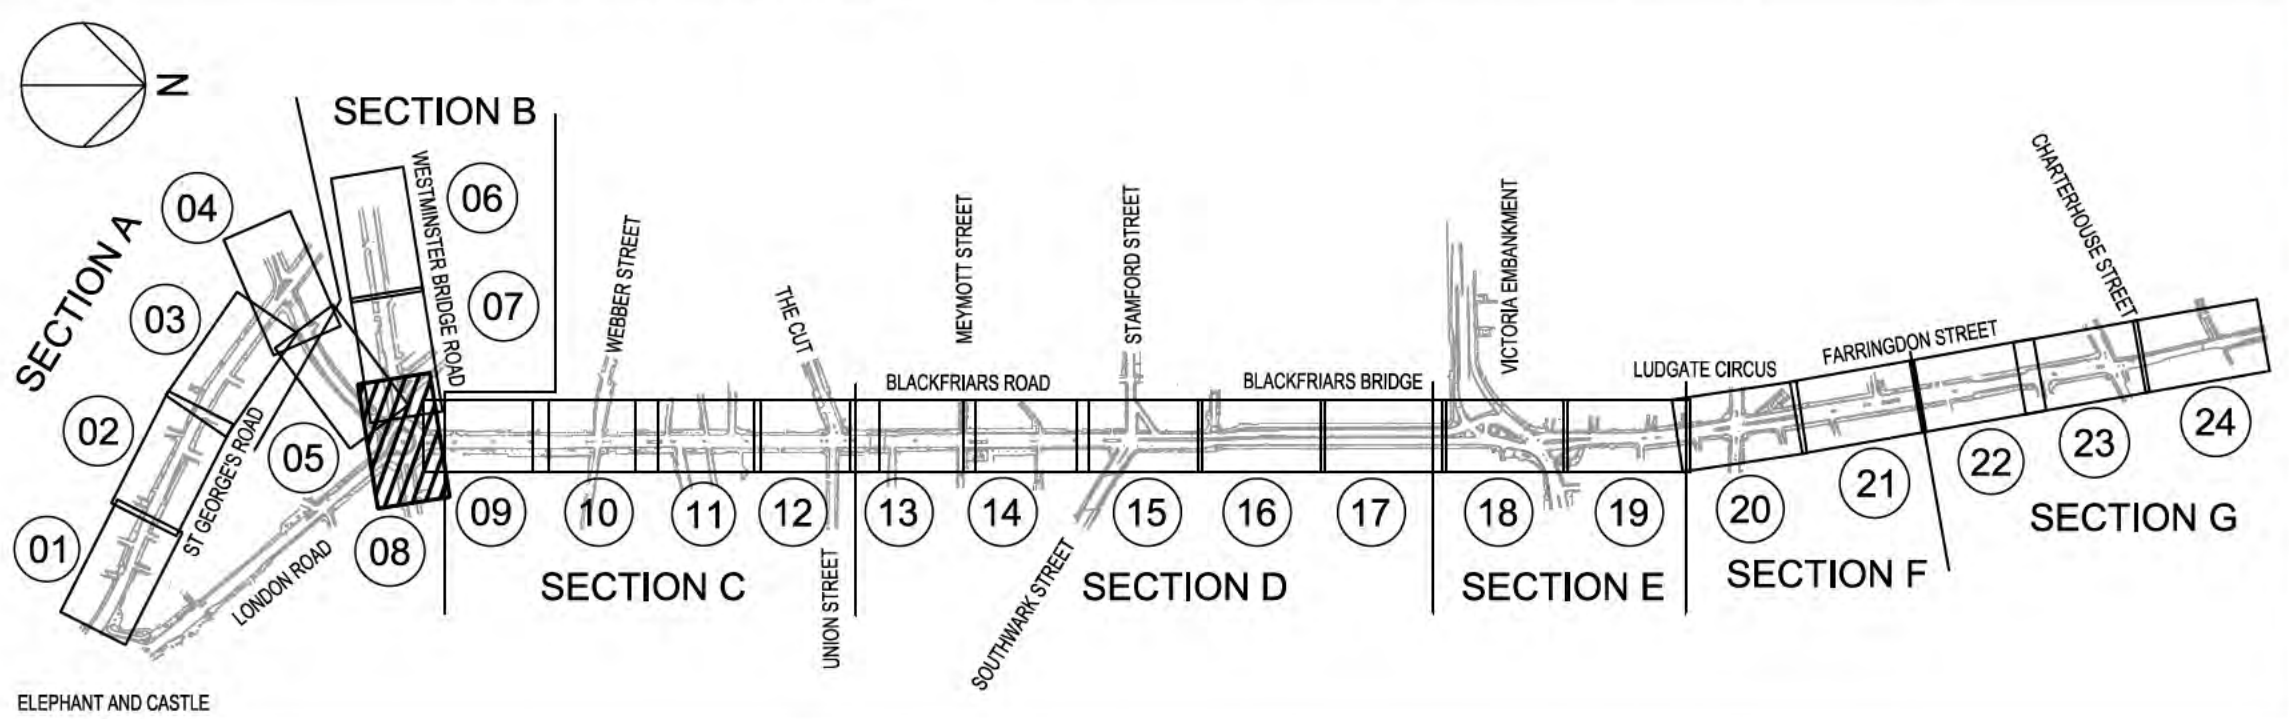 N
SECTION A
SECTION B
01
02
03
04
05
06
07
08
ST GEORGE'S ROAD
LONDON ROAD
WESTMINSTER BRIDGE ROAD
ELEPHANT AND CASTLE
WEBBER STREET
THE CUT
UNION STREET
09
10
11
12
SECTION C
MEYMOTT STREET
STAMFORD STREET
BLACKFRIARS ROAD
BLACKFRIARS BRIDGE
SOUTHWARK STREET
13
14
15
16
17
SECTION D
VICTORIA EMBANKMENT
18
19
SECTION E
LUDGATE CIRCUS
FARRINGDON STREET
20
21
SECTION F
CHARTERHOUSE STREET
22
23
24
SECTION G